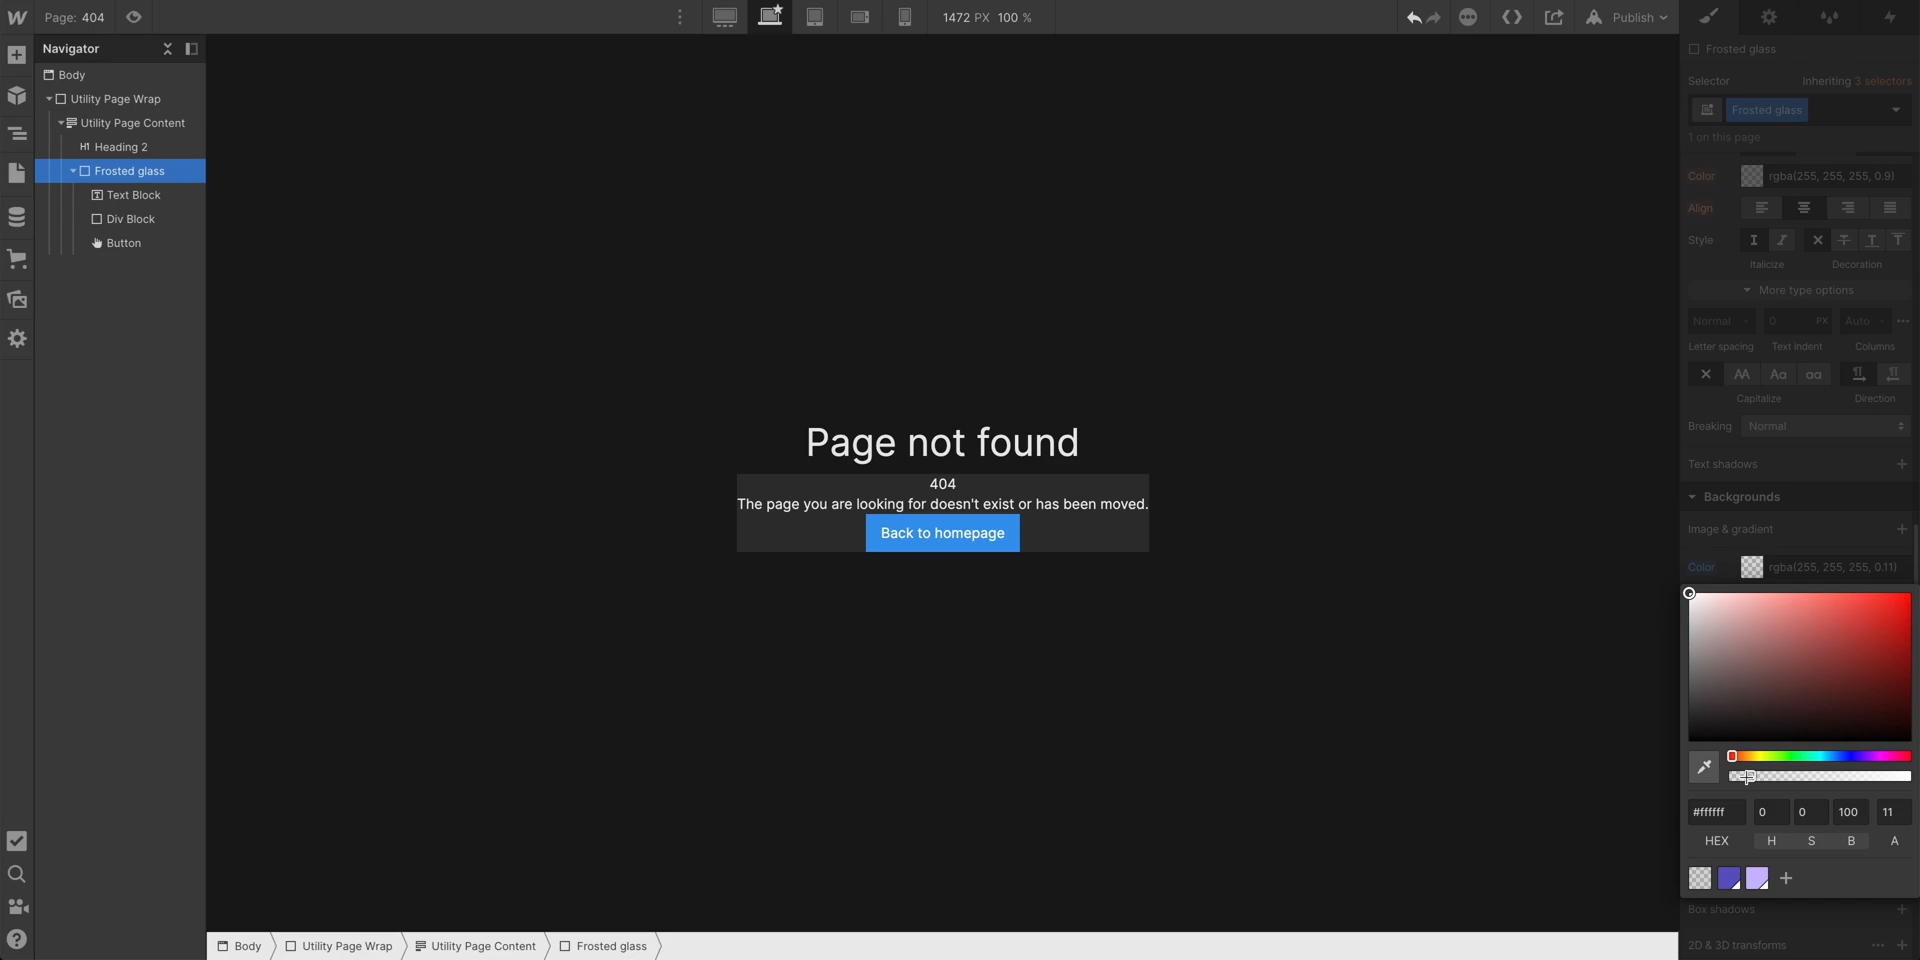 Page: 404
1472 PX 100 %
Publish
Navigator
Body
Utility Page Wrap
Utility Page Content
H1 Heading 2
Frosted glass
Text Block
Div Block
Button
Page not found
404
The page you are looking for doesn't exist or has been moved.
Back to homepage
Body
Utility Page Wrap
Utility Page Content
Frosted glass
Frosted glass
Selector
Inheriting 3 selectors
Frosted glass
1 on this page
Color
rgba(255, 255, 255, 0.9)
Align
Style
Italicize
Decoration
More type options
Normal
0 PX
Auto
Letter spacing
Text indent
Columns
AA Aa aa
Capitalize
Direction
Breaking
Normal
Text shadows
Backgrounds
Image & gradient
Color
rgba(255, 255, 255, 0.11)
#ffffff 0 0 100 11
HEX H S B A
Box shadows
2D & 3D transforms